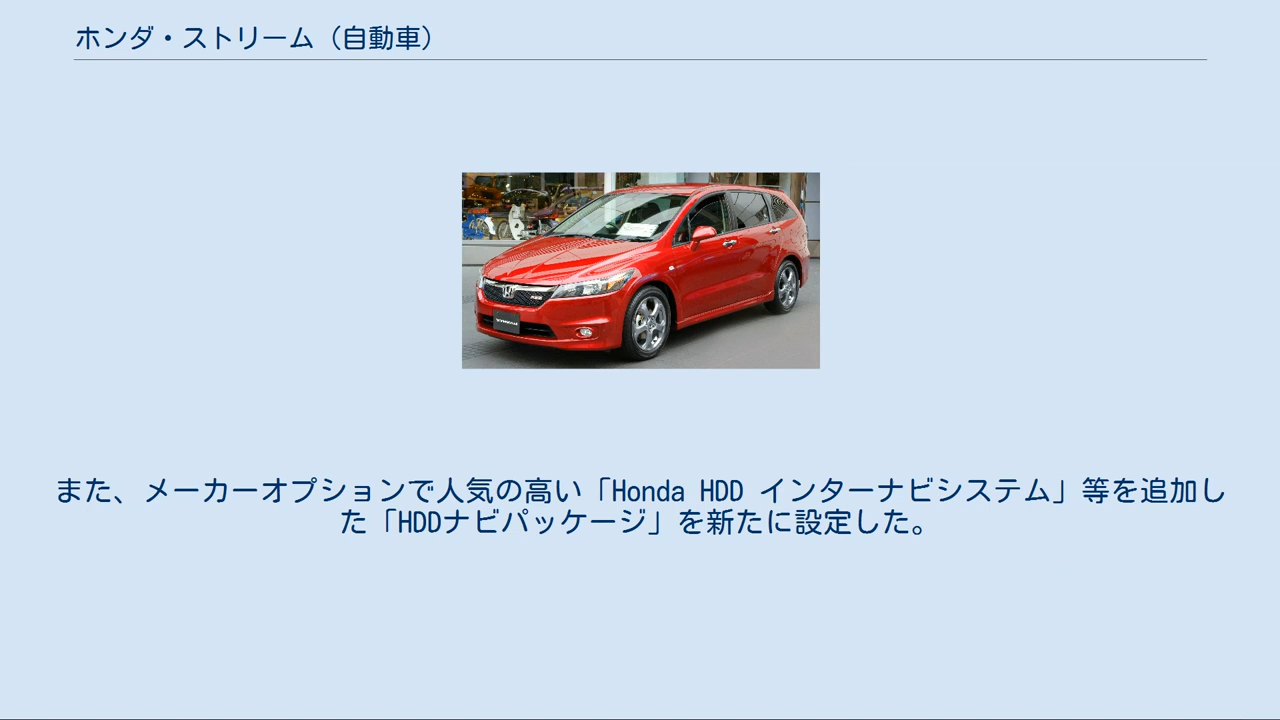 ホンダ・ストリーム（自動車）
また、メーカーオプションで人気の高い「Honda HDD インターナビシステム」等を追加し
た「HDDナビパッケージ」を新たに設定した。